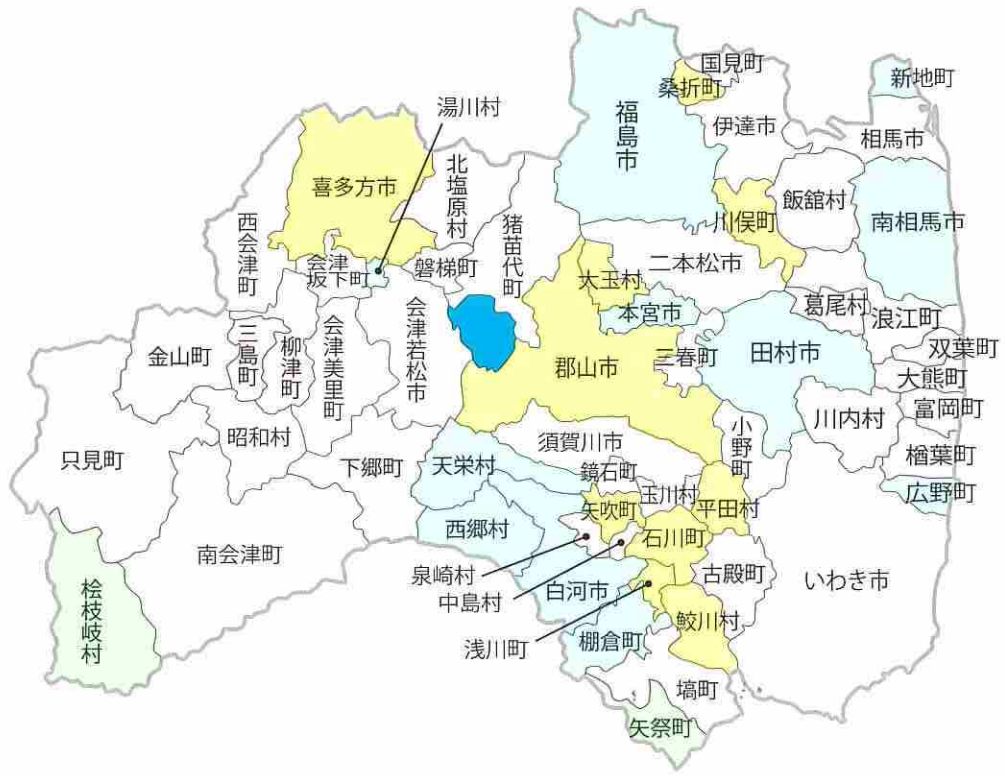 国見町
桑折町
新地町
湯川村
福島市
伊達市
相馬市
喜多方市
北塩原村
飯舘村
猪苗代町
川俣町
南相馬市
西会津町
会津
坂下町
磐梯町
二本松市
大玉村
本宮市
葛尾村
浪江町
金山町
三島町
柳津町
会津美里町
会津若松市
郡山市
三春町
田村市
双葉町
大熊町
富岡町
川内村
昭和村
小野町
須賀川市
只見町
下郷町
天栄村
鏡石町
玉川村
楢葉町
広野町
矢吹町
平田村
西郷村
石川町
南会津町
泉崎村
古殿町
いわき市
中島村
白河市
桧枝岐村
浅川町
鮫川村
棚倉町
塙町
矢祭町